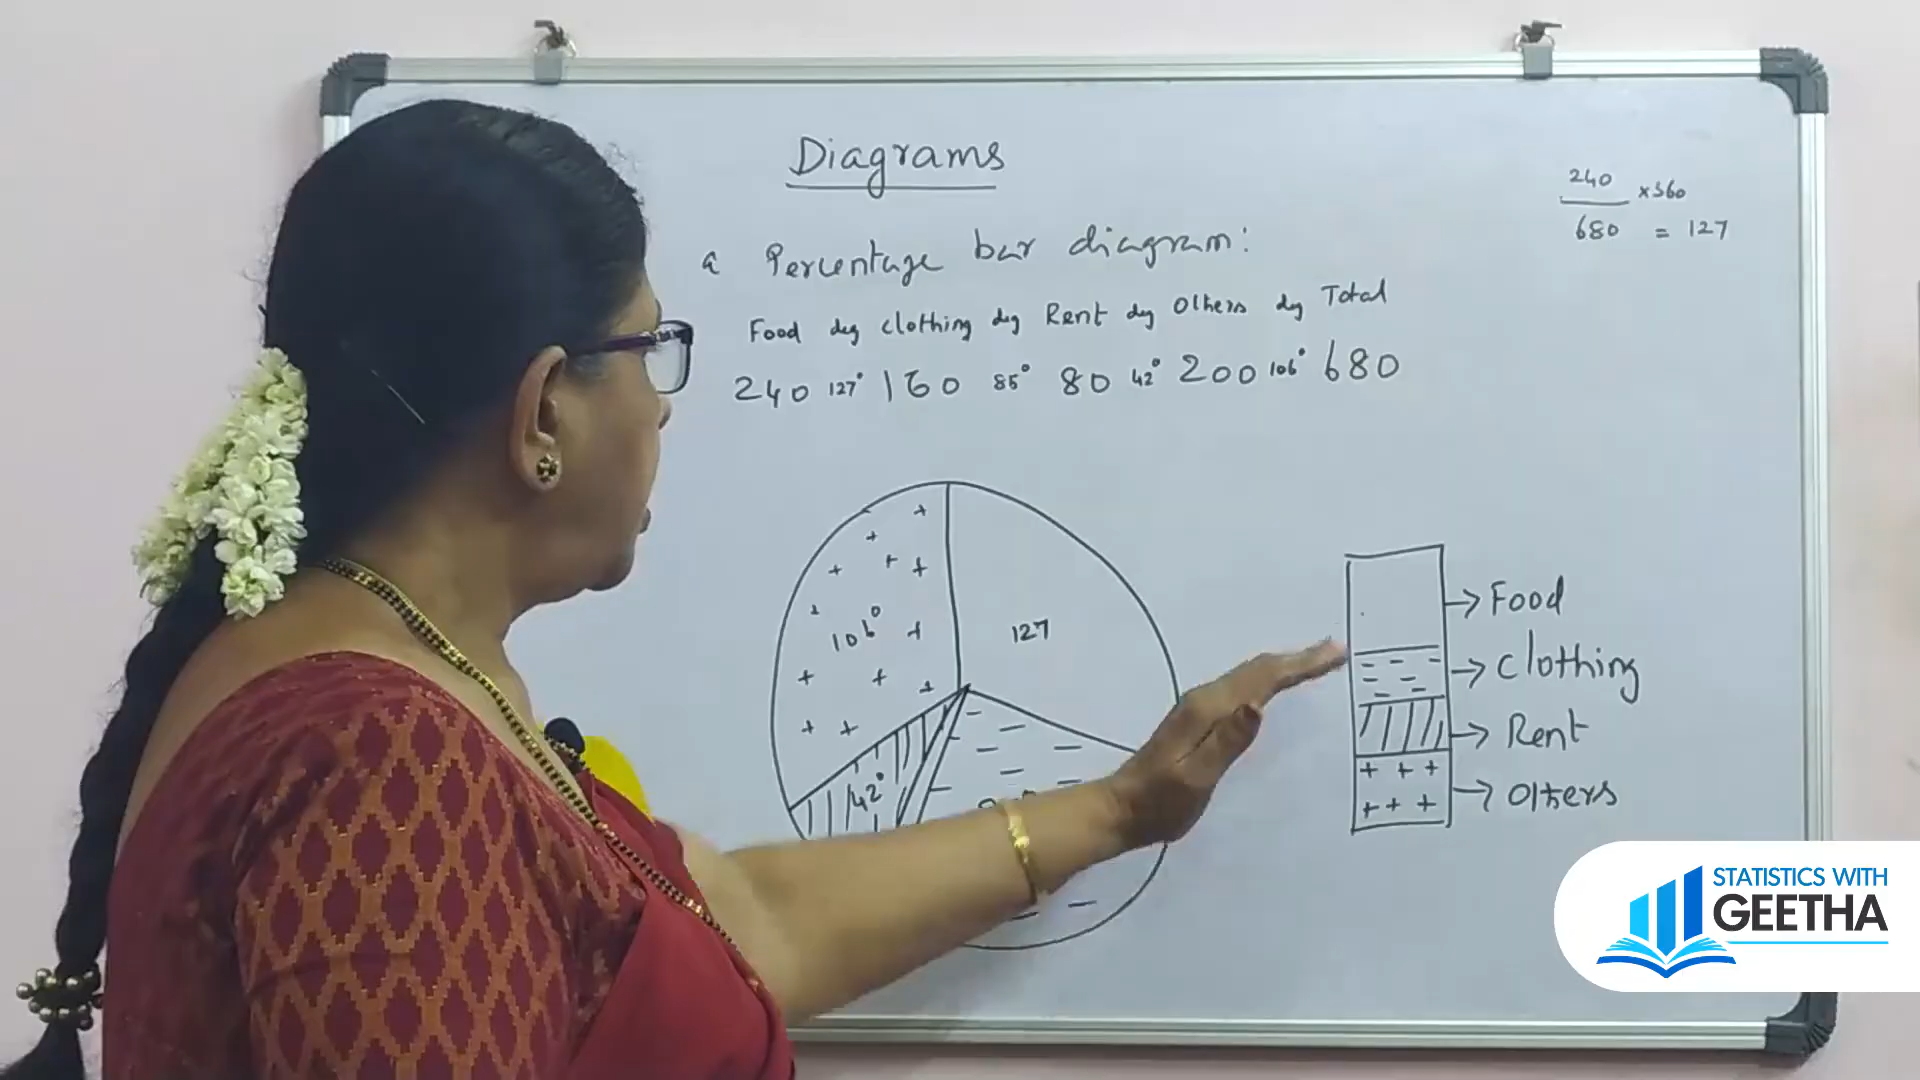 Diagrams
240
——— ×360
680 = 127
a Percentage bar diagram:
Food deg clothing deg Rent deg Others deg Total
240 127° 160 85° 80 42° 200 106° 680
106°
127
42°
Food
clothing
Rent
Others
STATISTICS WITH
GEETHA